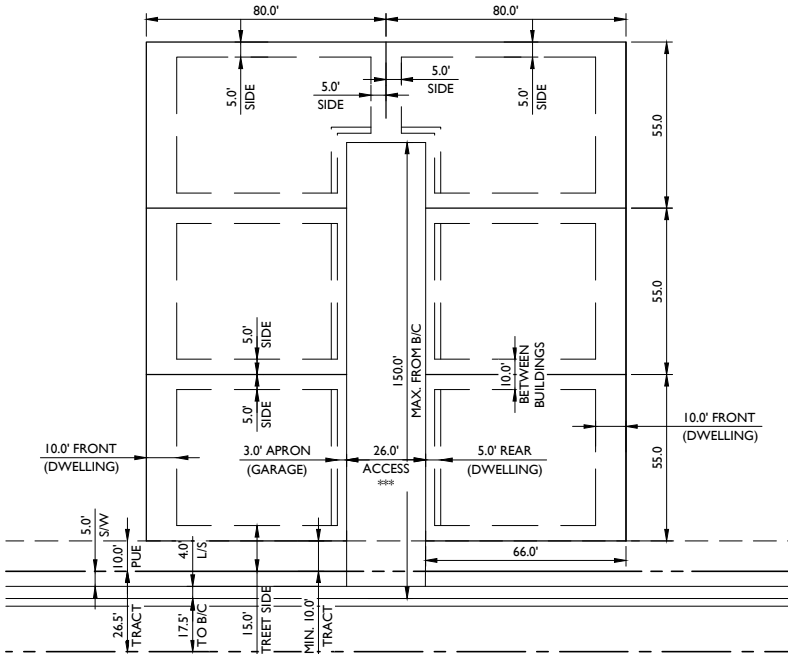 80.0'
80.0'
5.0'
SIDE
5.0'
SIDE
5.0'
SIDE
5.0'
SIDE
55.0
55.0
5.0'
SIDE
150.0'
MAX. FROM B/C
10.0'
BETWEEN
BUILDINGS
5.0'
SIDE
10.0' FRONT
(DWELLING)
3.0' APRON
(GARAGE)
26.0'
ACCESS
***
5.0' REAR
(DWELLING)
10.0' FRONT
(DWELLING)
55.0
5.0'
S/W
10.0'
PUE
4.0'
L/S
66.0'
26.5'
TRACT
17.5'
TO B/C
15.0'
TREET SIDE
MIN. 10.0'
TRACT